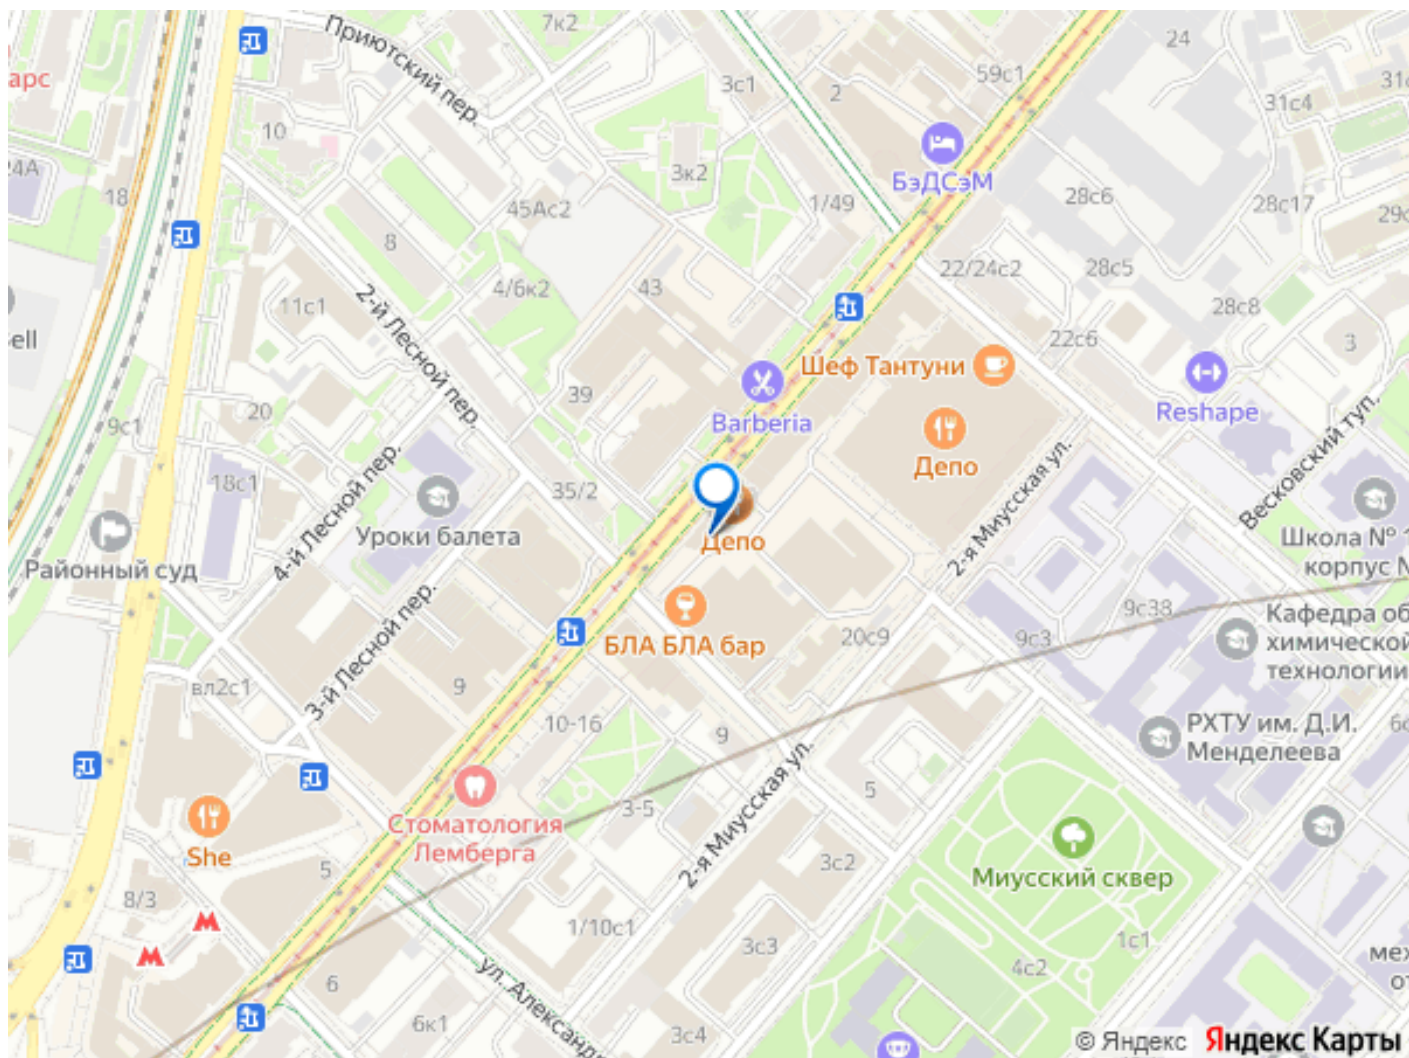 7к2
24
Приютский пер.
59с1
арс
3с1
2
31с4
10
24А
3к2
БэДСэМ
18
45Ас2
1/49
28с6
28с17
8
22/24с2
28с5
4/6к2
43
11с1
28с8
ell
2-й Лесной пер.
22с6
3
Шеф Тантуни
39
Reshape
20
9с1
Barberia
Депо
Весковский туп.
18с1
35/2
4-й Лесной пер.
2-я Миусская ул.
Уроки балета
Депо
Школа №
корпус
Районный суд
9с38
Кафедра об
химической
технологии
3-й Лесной пер.
БЛА БЛА бар
20с9
9с3
вл2с1
9
10-16
9
РХТУ им. Д.И.
Менделеева
2-я Миусская ул.
5
3-5
Стоматология
Лемберга
She
5
3с2
Миусский сквер
8/3
1/10с1
3с3
1с1
ул. Александ
4с2
мех
6
6к1
3с4
© Яндекс Яндекс Карты